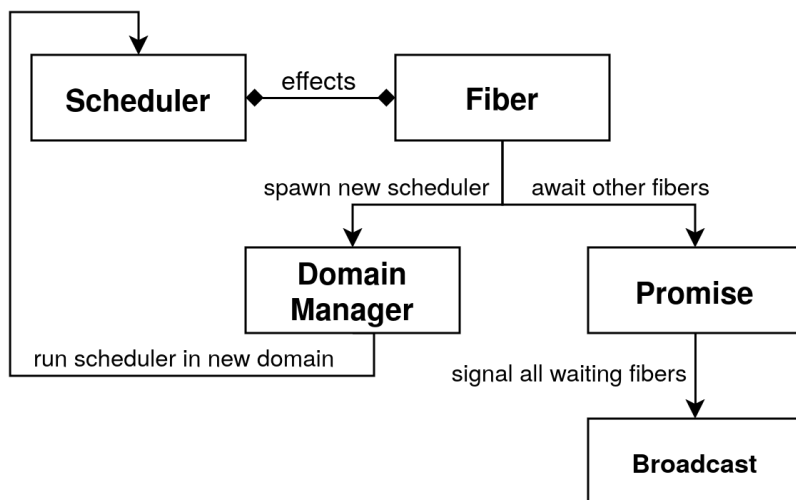 Scheduler
effects
Fiber
spawn new scheduler
await other fibers
Domain
Manager
Promise
run scheduler in new domain
signal all waiting fibers
Broadcast